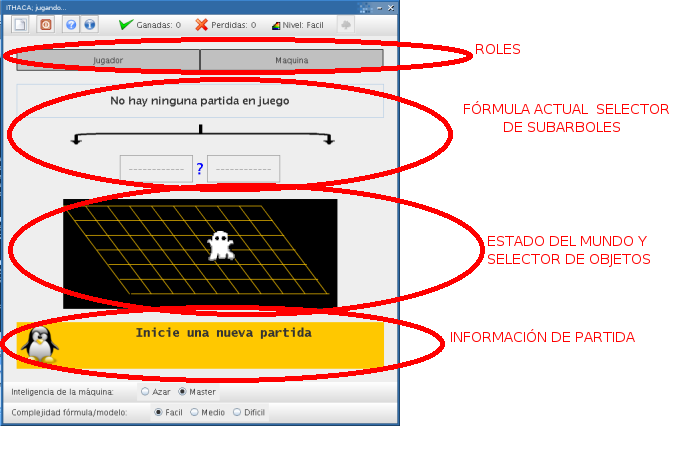 ITHACA; jugando...
Ganadas: 0 Perdidas: 0 Nivel: Facil
Jugador Maquina
ROLES
No hay ninguna partida en juego
FÓRMULA ACTUAL SELECTOR
DE SUBARBOLES
----------- ? -----------
ESTADO DEL MUNDO Y
SELECTOR DE OBJETOS
Inicie una nueva partida
INFORMACIÓN DE PARTIDA
Inteligencia de la máquina: Azar Master
Complejidad fórmula/modelo: Facil Medio Dificil